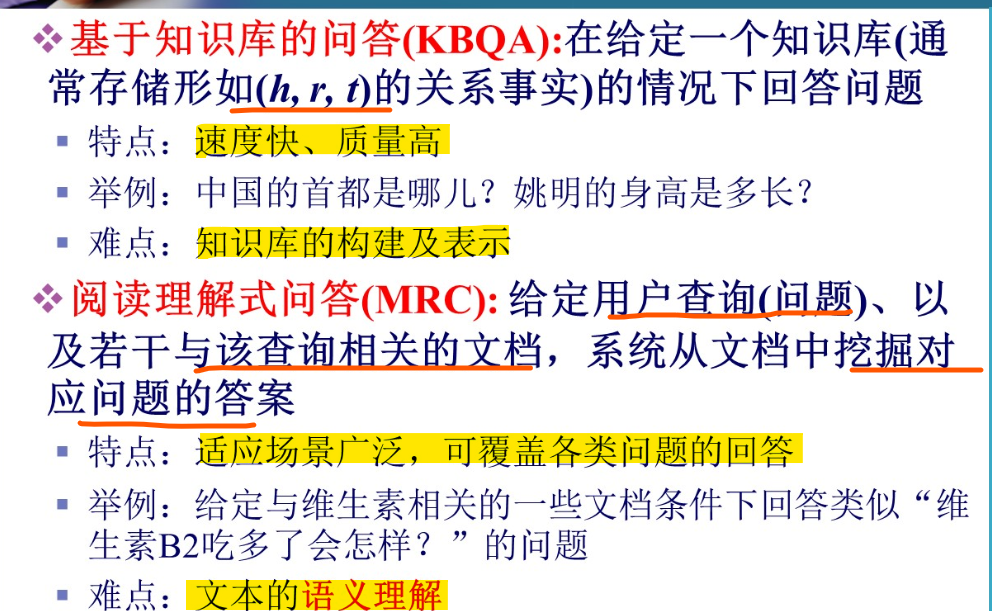 基于知识库的问答(KBQA):在给定一个知识库(通
常存储形如(h, r, t)的关系事实)的情况下回答问题
特点：速度快、质量高
举例：中国的首都是哪儿？姚明的身高是多长？
难点：知识库的构建及表示
阅读理解式问答(MRC): 给定用户查询(问题)、以
及若干与该查询相关的文档，系统从文档中挖掘对
应问题的答案
特点：适应场景广泛，可覆盖各类问题的回答
举例：给定与维生素相关的一些文档条件下回答类似“维
生素B2吃多了会怎样？”的问题
难点：文本的语义理解